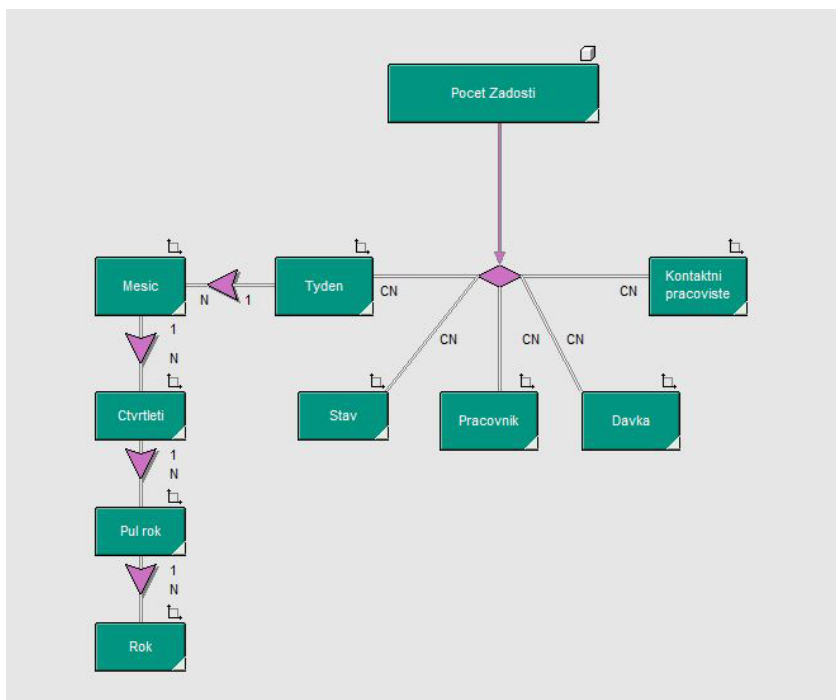 Pocet Zadosti
Mesic
N
1
Tyden
CN
CN
Kontaktni
pracoviste
1
N
CN
CN
CN
Ctvrtleti
Stav
Pracovnik
Davka
1
N
Pul rok
1
N
Rok